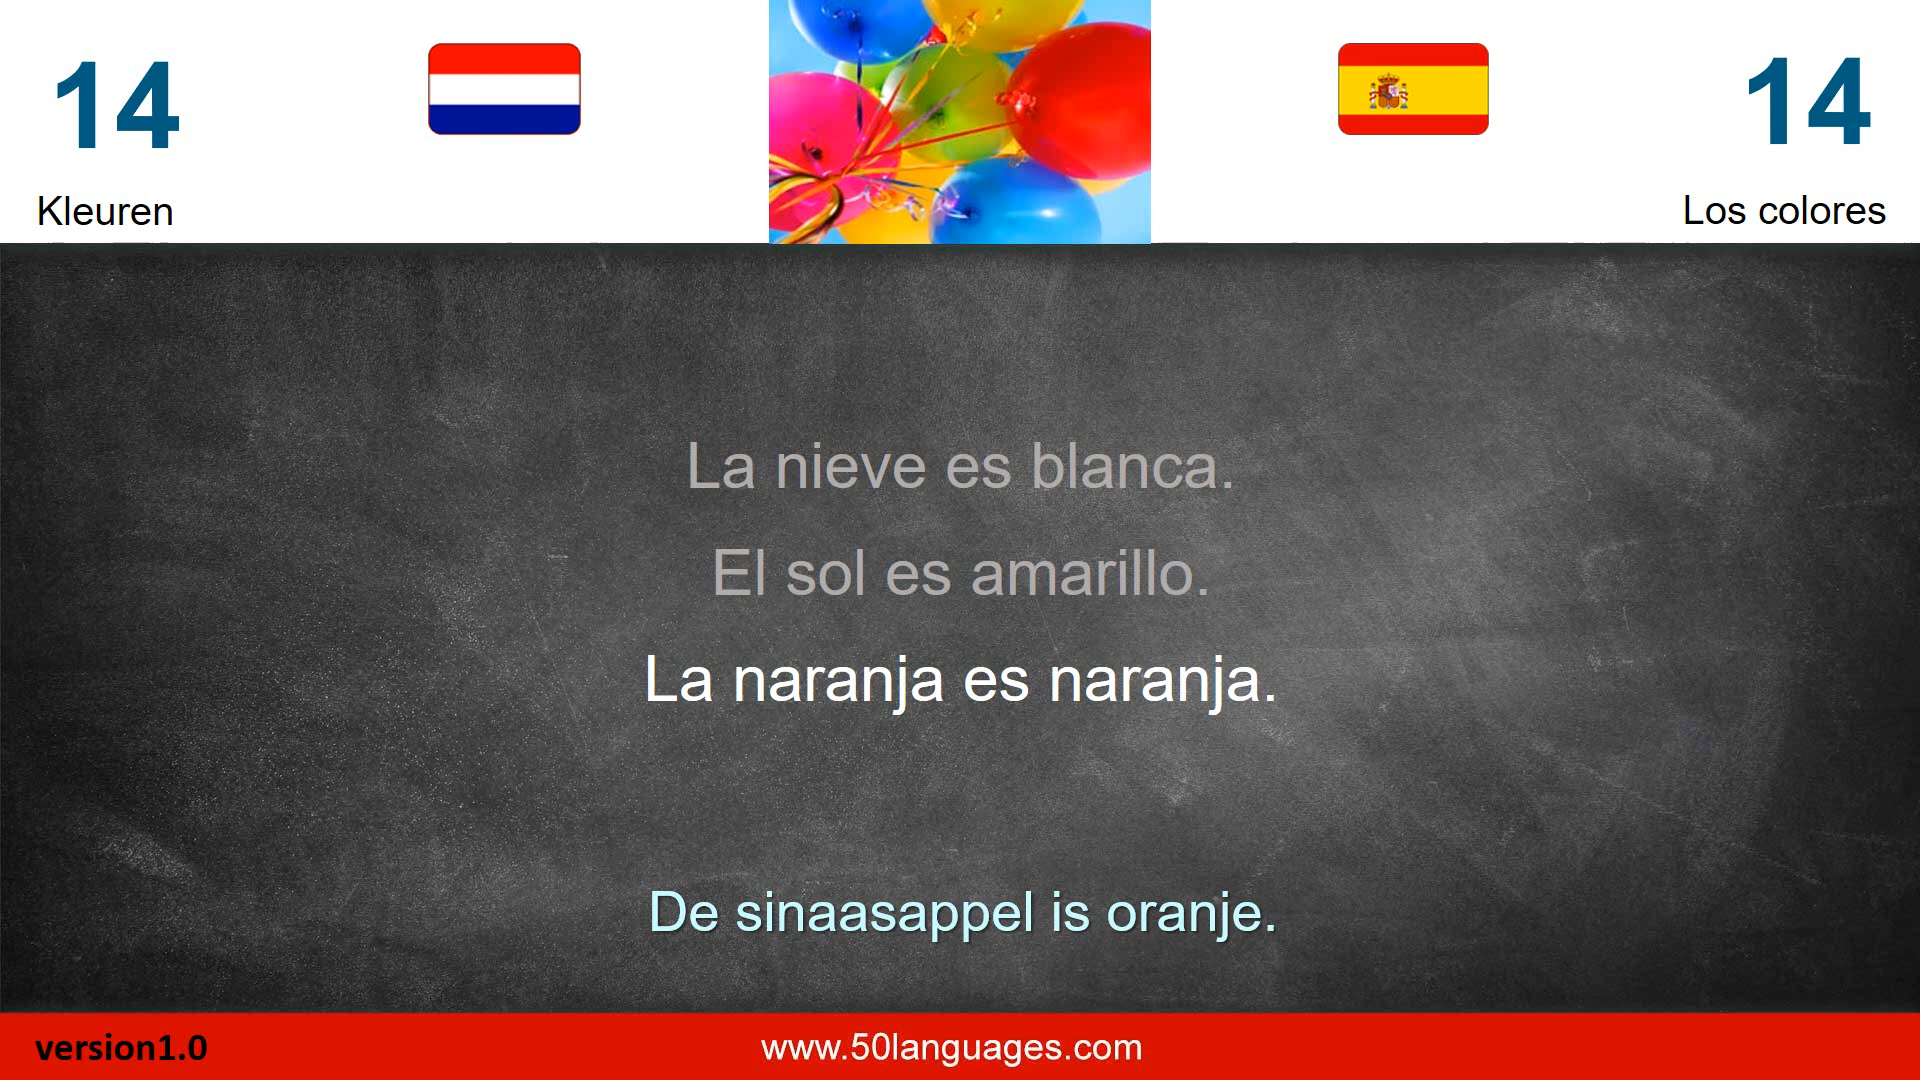 14
14
Kleuren
Los colores
La nieve es blanca.
El sol es amarillo.
La naranja es naranja.
De sinaasappel is oranje.
version1.0
www.50languages.com